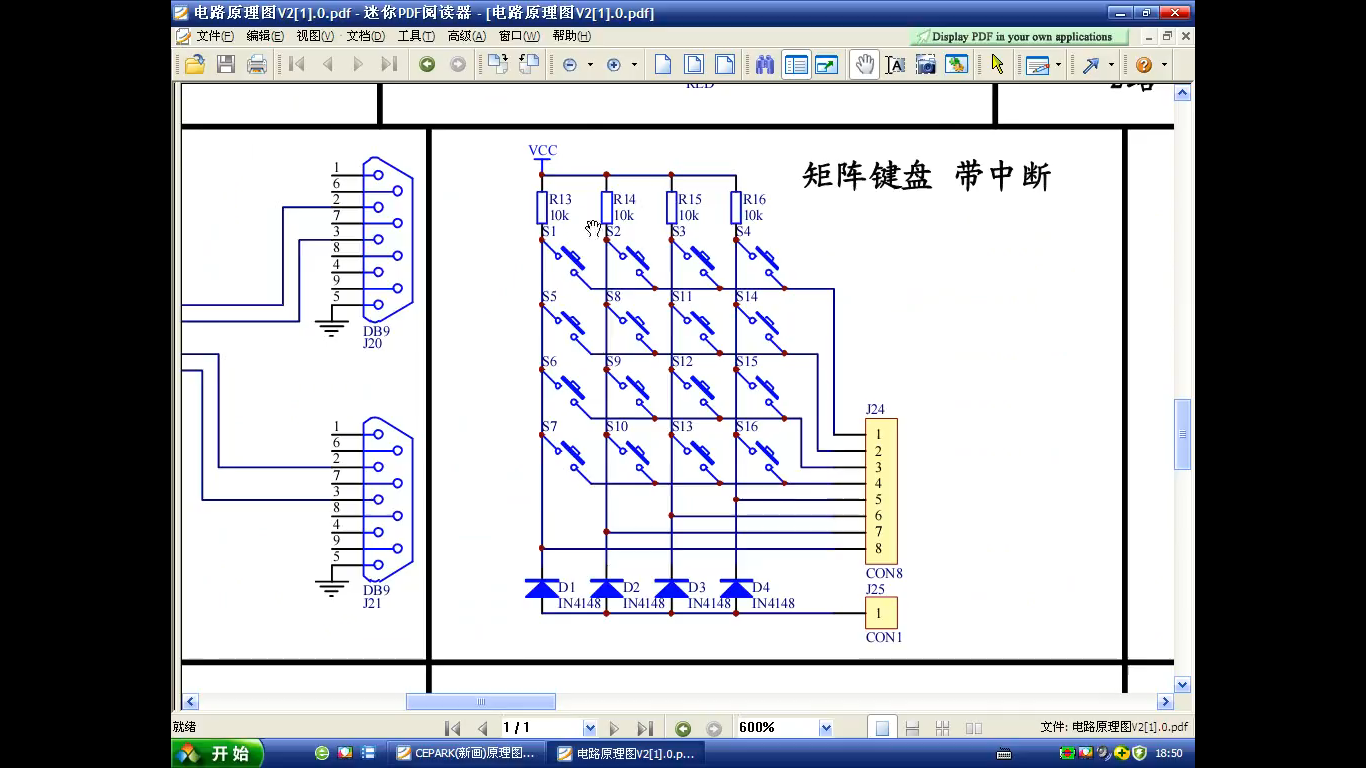 电路原理图V2[1].0.pdf - 迷你PDF阅读器 - [电路原理图V2[1].0.pdf]
文件(F) 编辑(E) 视图(V) 文档(D) 工具(T) 高级(A) 窗口(W) 帮助(H)
Display PDF in your own applications
RED
矩阵键盘 带中断
VCC
R13 R14 R15 R16
10k 10k 10k 10k
S1 S2 S3 S4
S5 S8 S11 S14
S6 S9 S12 S15
S7 S10 S13 S16
1
6
2
7
3
8
4
9
5
DB9
J20
1
6
2
7
3
8
4
9
5
DB9
J21
J24
1
2
3
4
5
6
7
8
CON8
D1 D2 D3 D4
IN4148 IN4148 IN4148 IN4148
J25
1
CON1
就绪
1 / 1
600%
文件: 电路原理图V2[1].0.pdf
开始
CEPARK(新画)原理图...
电路原理图V2[1].0.p...
18:50